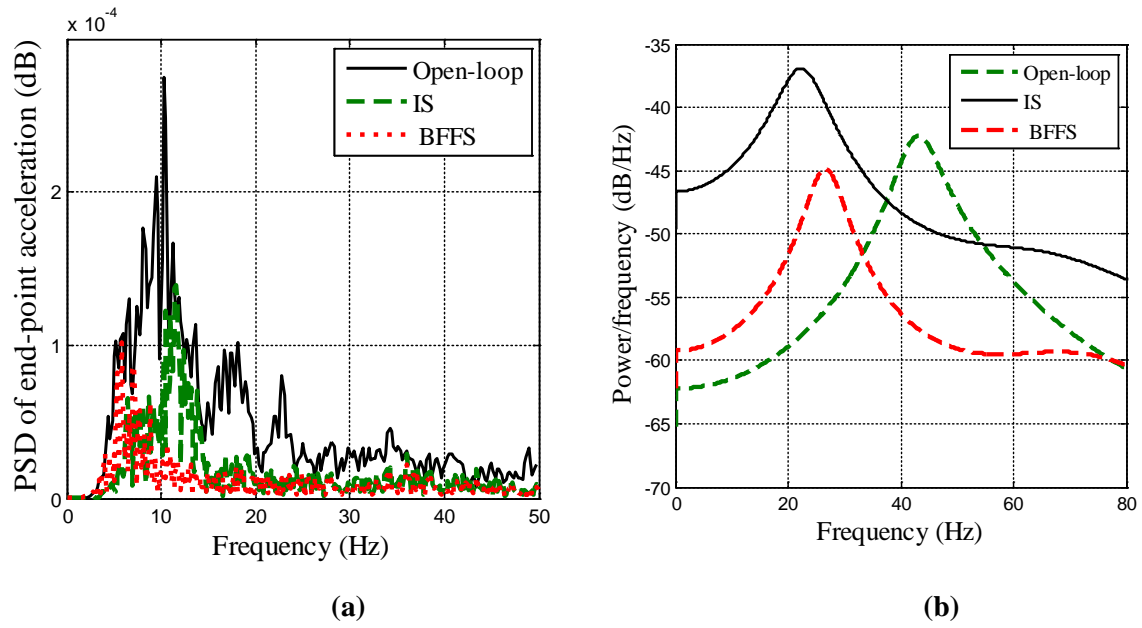 x 10⁻⁴
PSD of end-point acceleration (dB)
2
1
0
0 10 20 30 40 50
Frequency (Hz)
Open-loop
IS
BFFS
(a)
Power/frequency (dB/Hz)
-35
-40
-45
-50
-55
-60
-65
-70
0 20 40 60 80
Frequency (Hz)
Open-loop
IS
BFFS
(b)